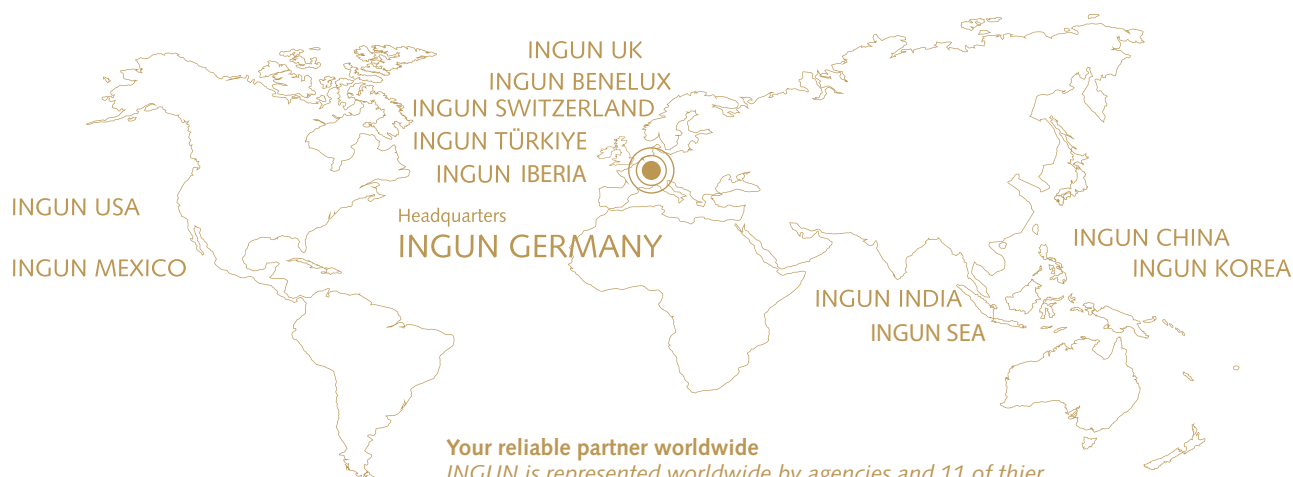 INGUN UK
INGUN BENELUX
INGUN SWITZERLAND
INGUN TÜRKIYE
INGUN IBERIA
INGUN USA
Headquarters
INGUN GERMANY
INGUN MEXICO
INGUN CHINA
INGUN KOREA
INGUN INDIA
INGUN SEA
Your reliable partner worldwide
INGUN is represented worldwide by agencies and 11 of thier